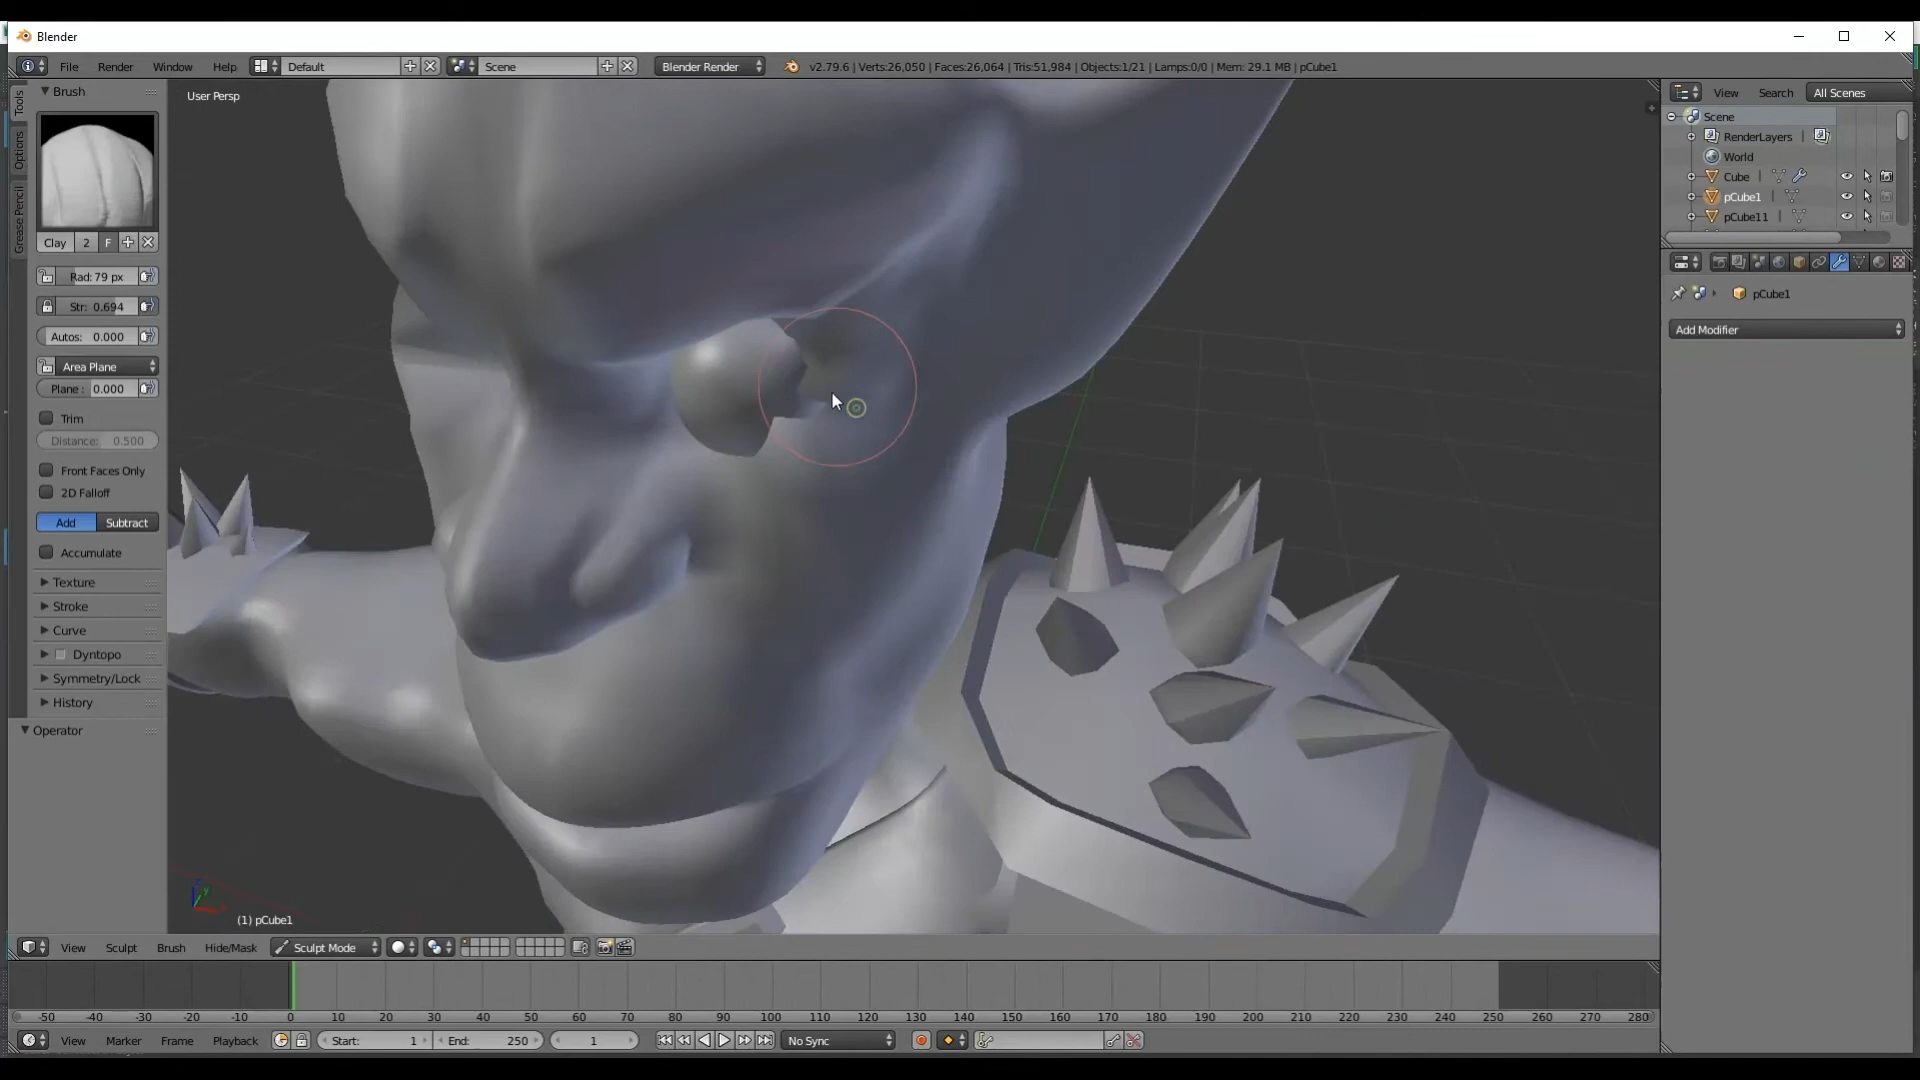 Blender
File Render Window Help Default Scene Blender Render v2.79.6 | Verts:26,050 | Faces:26,064 | Tris:51,984 | Objects:1/21 | Lamps:0/0 | Mem: 29.1 MB | pCube1
Brush
Tools
Options
Grease Pencil
Clay 2 F
Rad: 79 px
Str: 0.694
Autos: 0.000
Area Plane
Plane: 0.000
Trim
Distance: 0.500
Front Faces Only
2D Falloff
Add Subtract
Accumulate
Texture
Stroke
Curve
Dyntopo
Symmetry/Lock
History
Operator
User Persp
(1) pCube1
View Search All Scenes
Scene
RenderLayers
World
Cube
pCube1
pCube11
pCube1
Add Modifier
View Sculpt Brush Hide/Mask Sculpt Mode
-50 -40 -30 -20 -10 0 10 20 30 40 50 60 70 80 90 100 110 120 130 140 150 160 170 180 190 200 210 220 230 240 250 260 270 280
View Marker Frame Playback Start: 1 End: 250 1 No Sync